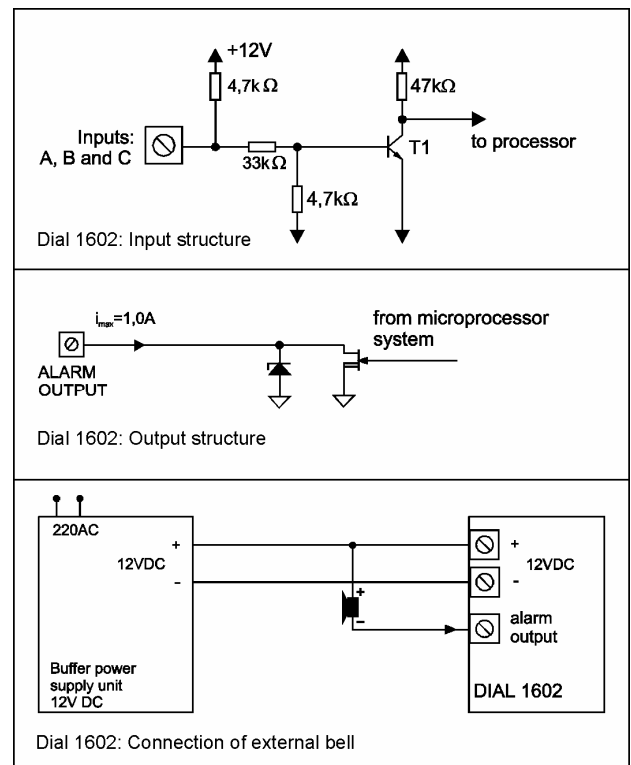 +12V
4,7kΩ
47kΩ
Inputs:
A, B and C
33kΩ
T1
to processor
4,7kΩ
Dial 1602: Input structure
imax=1,0A
from microprocessor
system
ALARM
OUTPUT
Dial 1602: Output structure
220AC
+
12VDC
-
+
-
+
12VDC
-
alarm
output
Buffer power
supply unit
12V DC
DIAL 1602
Dial 1602: Connection of external bell